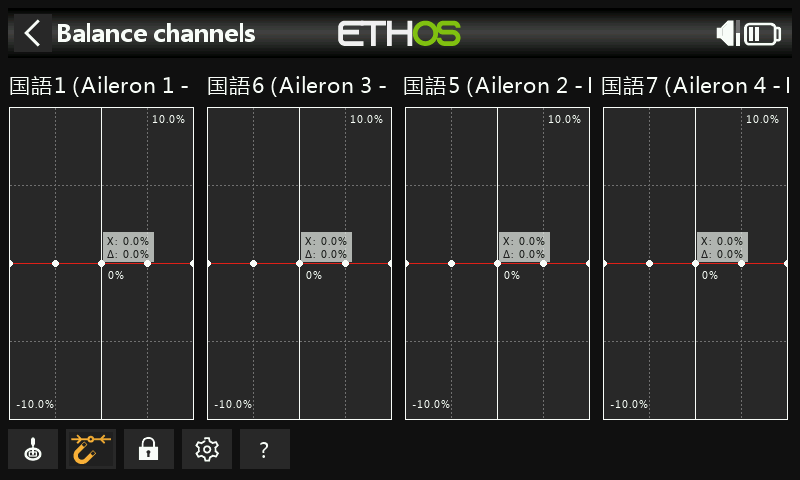 Balance channels
ETHOS
国語1 (Aileron 1 -
10.0%
X: 0.0%
Δ: 0.0%
0%
-10.0%
国語6 (Aileron 3 -
10.0%
X: 0.0%
Δ: 0.0%
0%
-10.0%
国語5 (Aileron 2 -
10.0%
X: 0.0%
Δ: 0.0%
0%
-10.0%
国語7 (Aileron 4 -
10.0%
X: 0.0%
Δ: 0.0%
0%
-10.0%
?